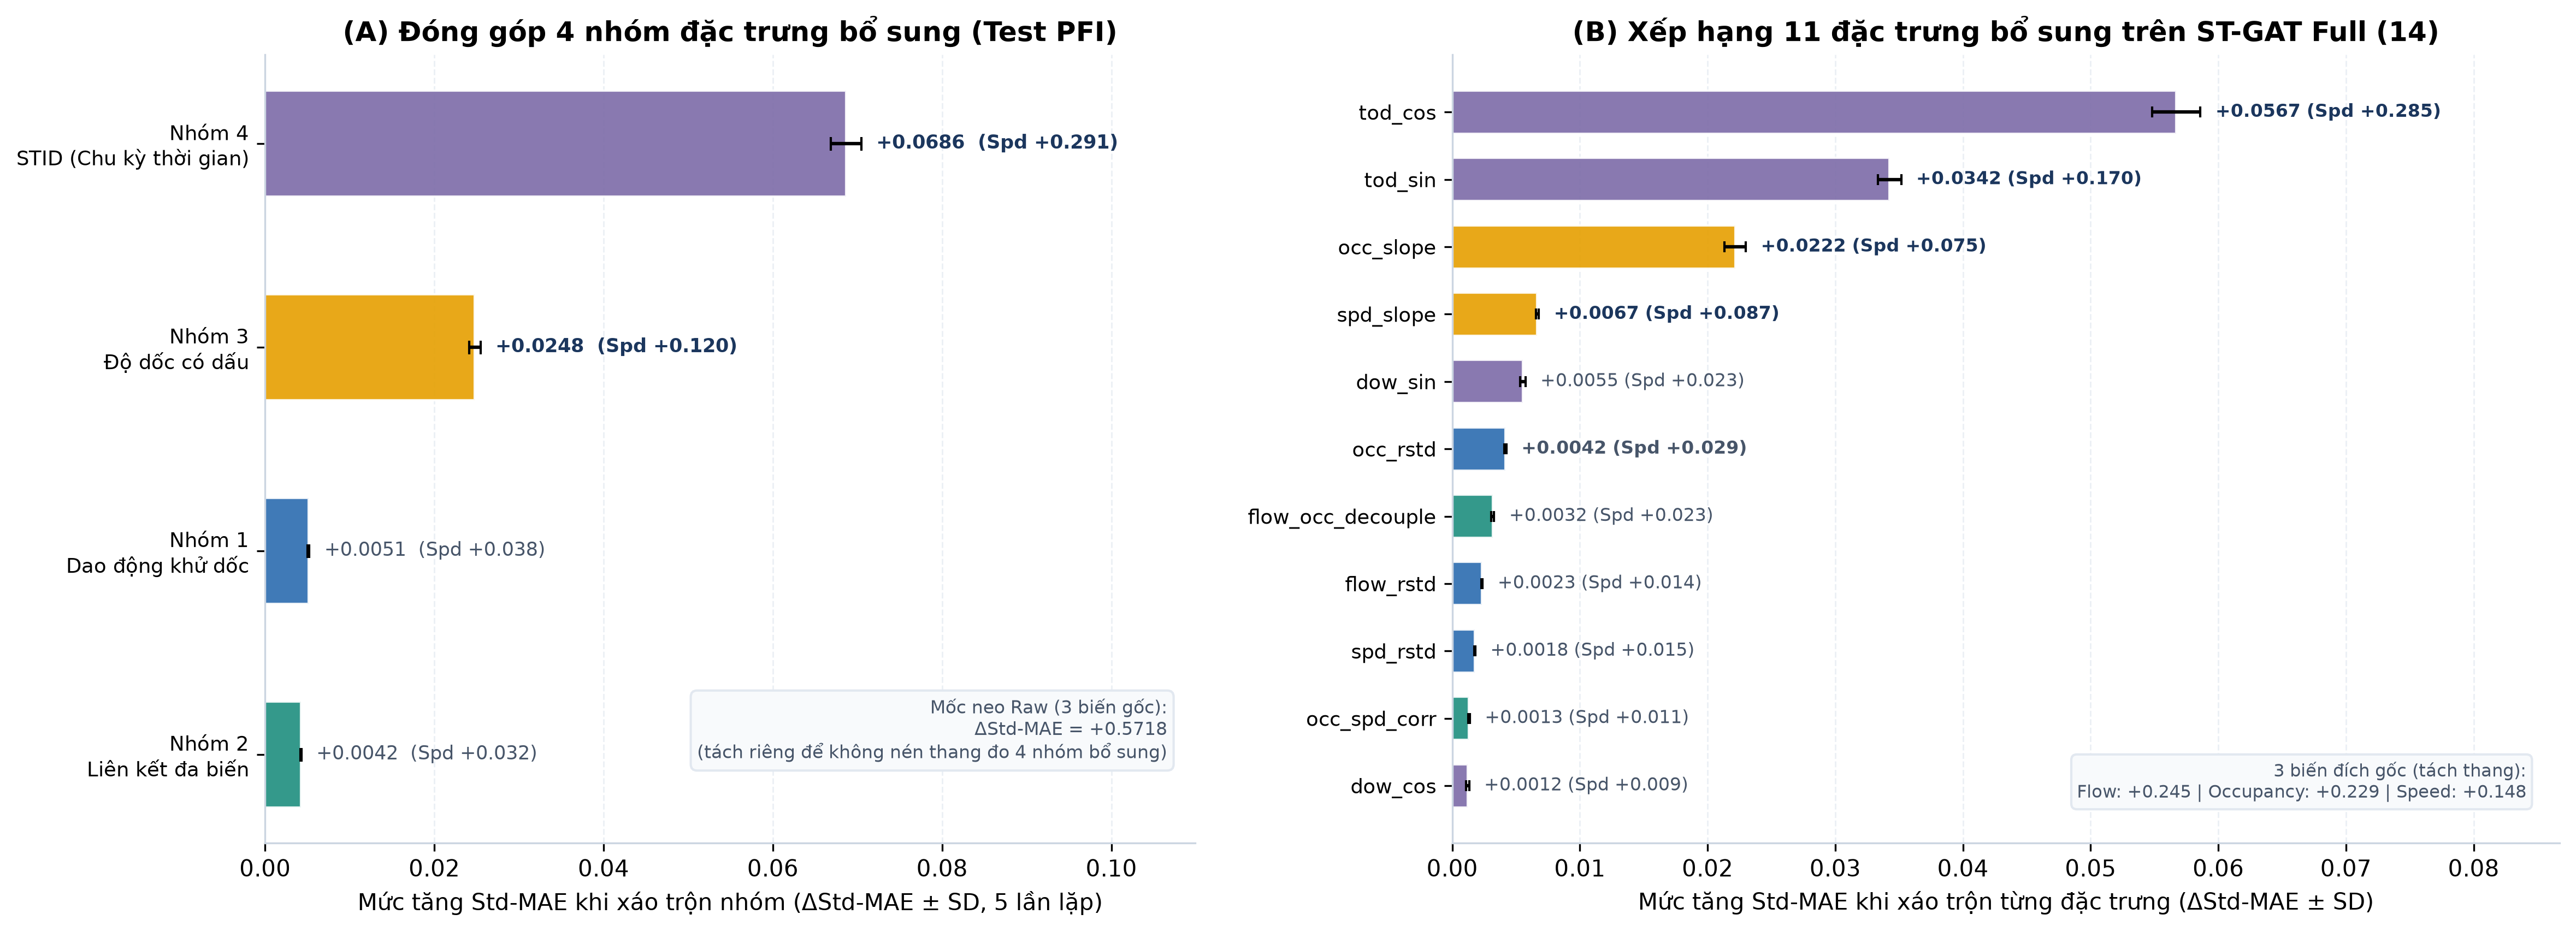 (A) Đóng góp 4 nhóm đặc trưng bổ sung (Test PFI)
Nhóm 4
STID (Chu kỳ thời gian)
+0.0686 (Spd +0.291)
Nhóm 3
Độ dốc có dấu
+0.0248 (Spd +0.120)
Nhóm 1
Dao động khử dốc
+0.0051 (Spd +0.038)
Nhóm 2
Liên kết đa biến
+0.0042 (Spd +0.032)
Mốc neo Raw (3 biến gốc):
ΔStd-MAE = +0.5718
(tách riêng để không nén thang đo 4 nhóm bổ sung)
0.00 0.02 0.04 0.06 0.08 0.10
Mức tăng Std-MAE khi xáo trộn nhóm (ΔStd-MAE ± SD, 5 lần lặp)
(B) Xếp hạng 11 đặc trưng bổ sung trên ST-GAT Full (14)
tod_cos +0.0567 (Spd +0.285)
tod_sin +0.0342 (Spd +0.170)
occ_slope +0.0222 (Spd +0.075)
spd_slope +0.0067 (Spd +0.087)
dow_sin +0.0055 (Spd +0.023)
occ_rstd +0.0042 (Spd +0.029)
flow_occ_decouple +0.0032 (Spd +0.023)
flow_rstd +0.0023 (Spd +0.014)
spd_rstd +0.0018 (Spd +0.015)
occ_spd_corr +0.0013 (Spd +0.011)
dow_cos +0.0012 (Spd +0.009)
3 biến đích gốc (tách thang):
Flow: +0.245 | Occupancy: +0.229 | Speed: +0.148
0.00 0.01 0.02 0.03 0.04 0.05 0.06 0.07 0.08
Mức tăng Std-MAE khi xáo trộn từng đặc trưng (ΔStd-MAE ± SD)